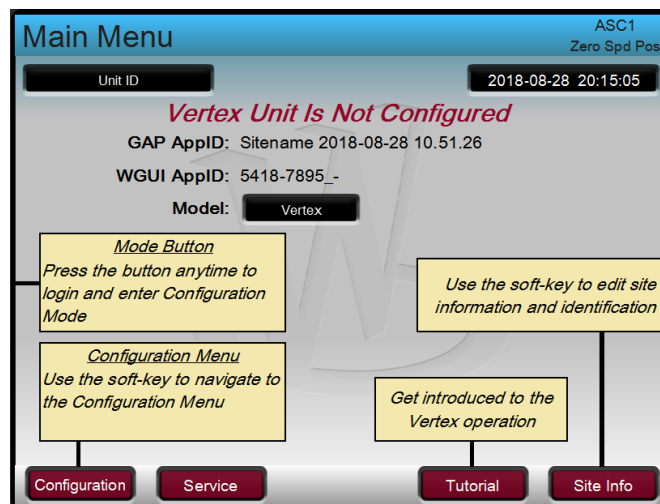 Main Menu
ASC1
Zero Spd Pos
Unit ID
2018-08-28 20:15:05
Vertex Unit Is Not Configured
GAP AppID: Sitename 2018-08-28 10.51.26
WGUI AppID: 5418-7895_-
Model: Vertex
Mode Button
Press the button anytime to
login and enter Configuration
Mode
Use the soft-key to edit site
information and identification
Configuration Menu
Use the soft-key to navigate to
the Configuration Menu
Get introduced to the
Vertex operation
Configuration
Service
Tutorial
Site Info